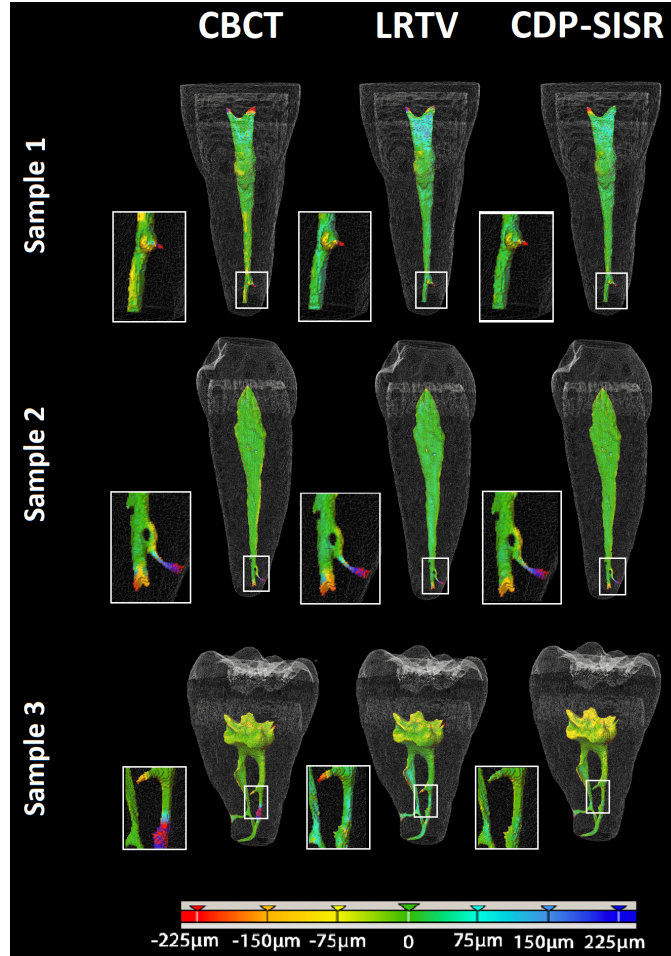 CBCT LRTV CDP-SISR
Sample 1
Sample 2
Sample 3
-225μm -150μm -75μm 0 75μm 150μm 225μm